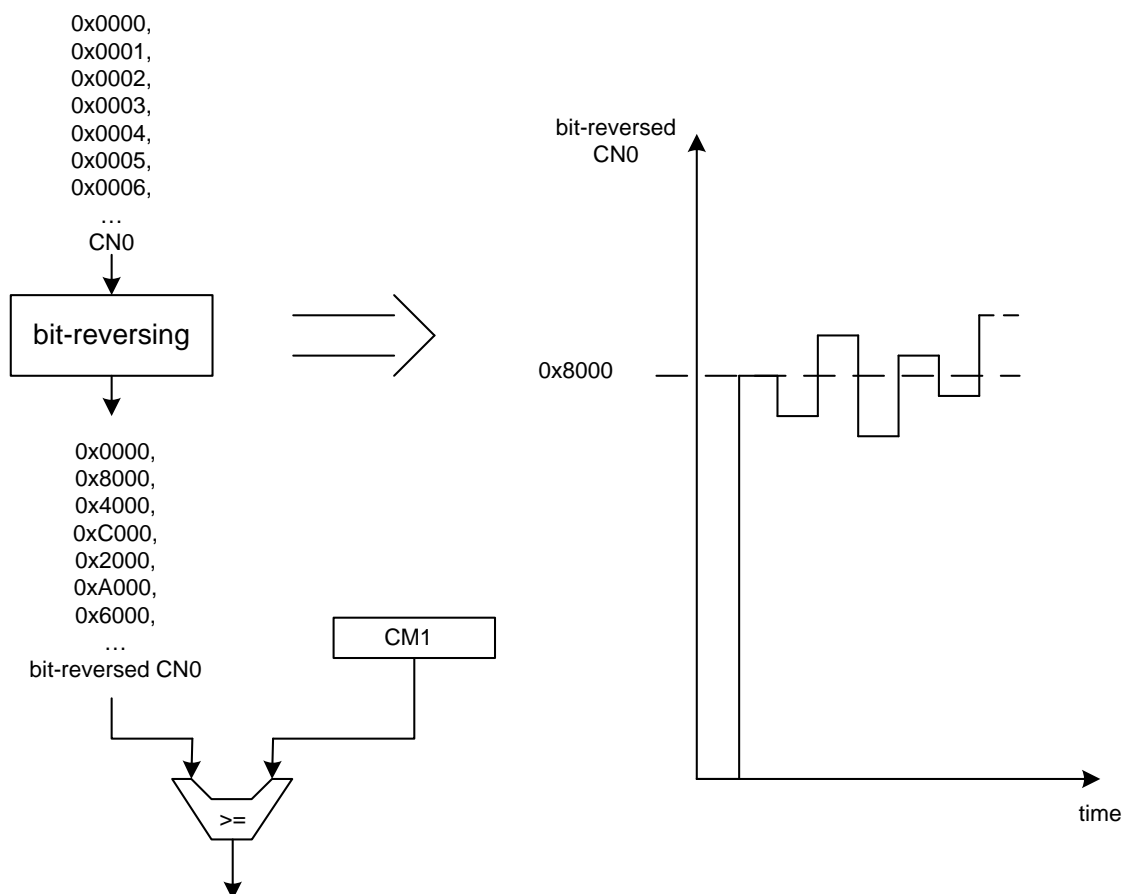 0x0000,
0x0001,
0x0002,
0x0003,
0x0004,
0x0005,
0x0006,
…
CN0
bit-reversing
0x0000,
0x8000,
0x4000,
0xC000,
0x2000,
0xA000,
0x6000,
…
bit-reversed CN0
CM1
>=
bit-reversed
CN0
0x8000
time